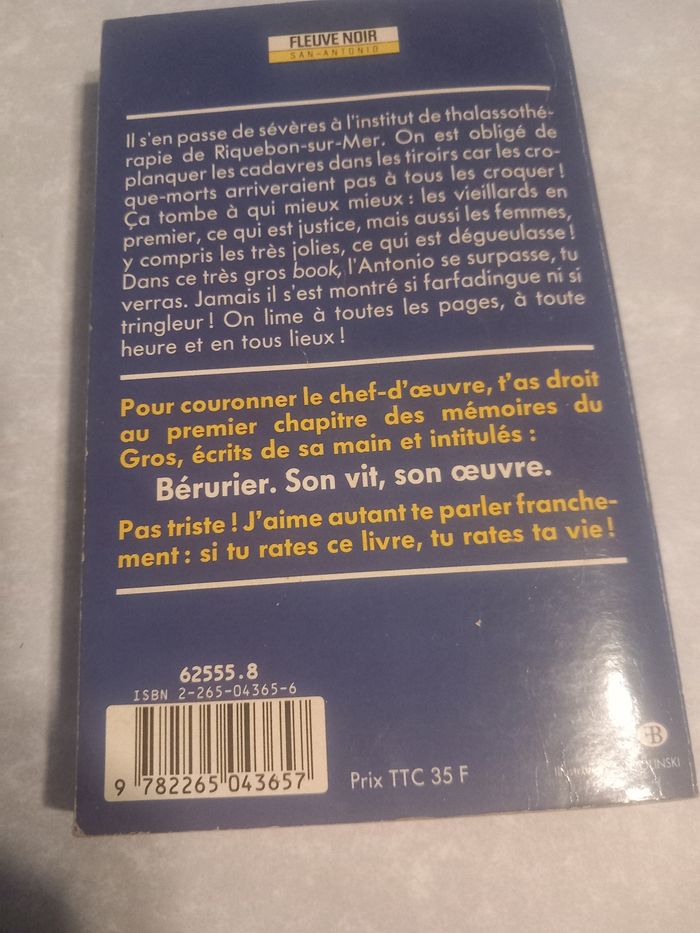 FLEUVE NOIR
SAN-ANTONIO
Il s'en passe de sévères à l'institut de thalassothé-
rapie de Riquebon-sur-Mer. On est obligé de
planquer les cadavres dans les tiroirs car les cro-
que-morts arriveraient pas à tous les croquer !
Ça tombe à qui mieux mieux : les vieillards en
premier, ce qui est justice, mais aussi les femmes,
y compris les très jolies, ce qui est dégueulasse !
Dans ce très gros book, l'Antonio se surpasse, tu
verras. Jamais il s'est montré si farfadingue ni si
tringleur ! On lime à toutes les pages, à toute
heure et en tous lieux !
Pour couronner le chef-d'œuvre, t'as droit
au premier chapitre des mémoires du
Gros, écrits de sa main et intitulés :
Bérurier. Son vit, son œuvre.
Pas triste ! J'aime autant te parler franche-
ment : si tu rates ce livre, tu rates ta vie !
62555.8
ISBN 2-265-04365-6
9 782265 043657
Prix TTC 35 F
B